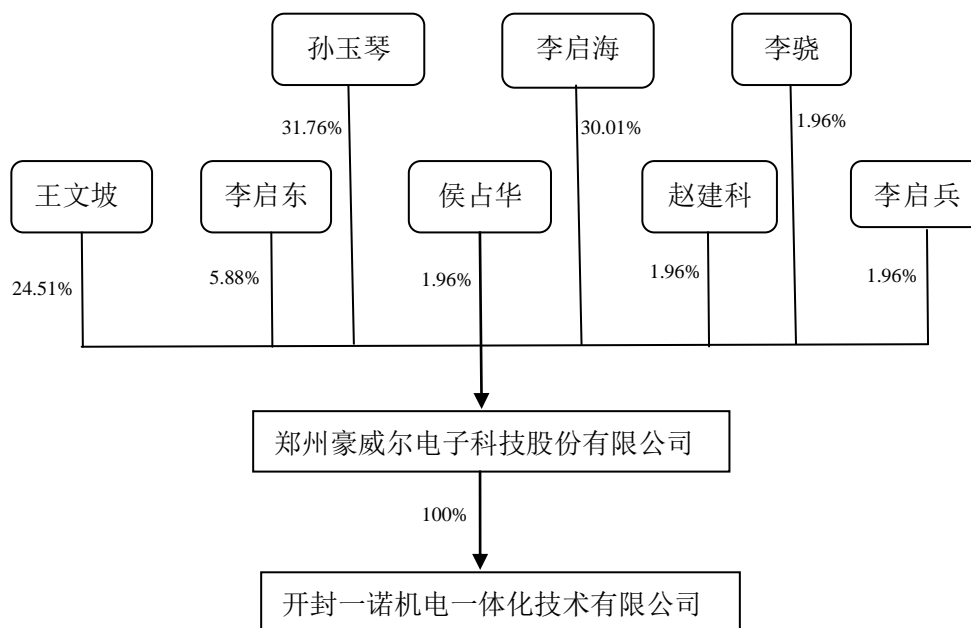 孙玉琴
李启海
李骁
31.76%
30.01%
1.96%
王文坡
李启东
侯占华
赵建科
李启兵
24.51%
5.88%
1.96%
1.96%
1.96%
郑州豪威尔电子科技股份有限公司
100%
开封一诺机电一体化技术有限公司